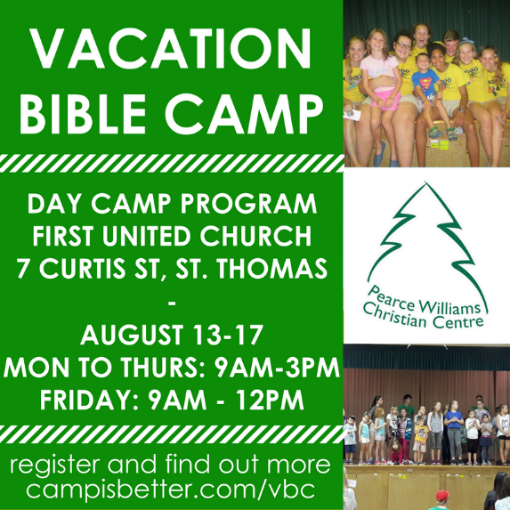 VACATION
BIBLE CAMP
DAY CAMP PROGRAM
FIRST UNITED CHURCH
7 CURTIS ST, ST. THOMAS
-
AUGUST 13-17
MON TO THURS: 9AM-3PM
FRIDAY: 9AM - 12PM
register and find out more
campisbetter.com/vbc
Pearce Williams
Christian Centre